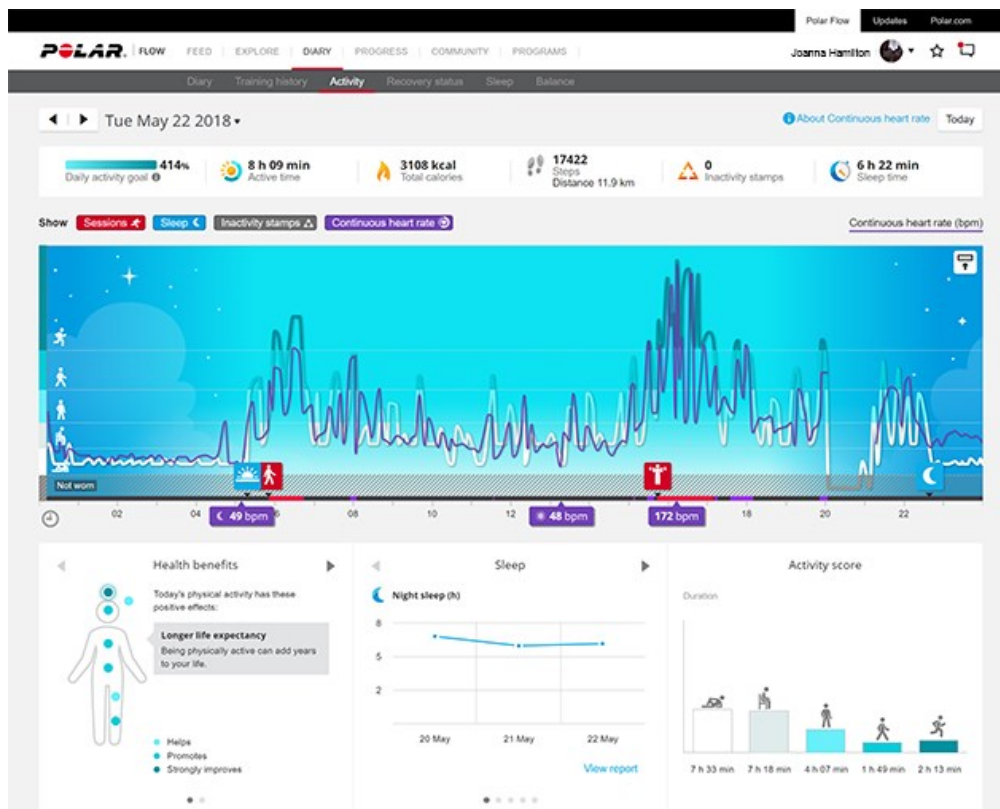 Polar Flow Updates Polar.com
POLAR. FLOW FEED EXPLORE DIARY PROGRESS COMMUNITY PROGRAMS Joanna Hamilton
Diary Training history Activity Recovery status Sleep Balance
Tue May 22 2018 About Continuous heart rate Today
414% 8 h 09 min 3108 kcal 17422 0 6 h 22 min
Daily activity goal Active time Total calories Steps Inactivity stamps Sleep time
Distance 11.9 km
Show Sessions Sleep Inactivity stamps Continuous heart rate Continuous heart rate (bpm)
Not worn
02 04 6 08 10 12 18 20 22
49 bpm 48 bpm 172 bpm
Health benefits Sleep Activity score
Today's physical activity has these
positive effects:
Longer life expectancy
Being physically active can add years
to your life.
Helps
Promotes
Strongly improves
Night sleep (h)
8
5
2
20 May 21 May 22 May
View report
Duration
7 h 33 min 7 h 18 min 4 h 07 min 1 h 49 min 2 h 13 min